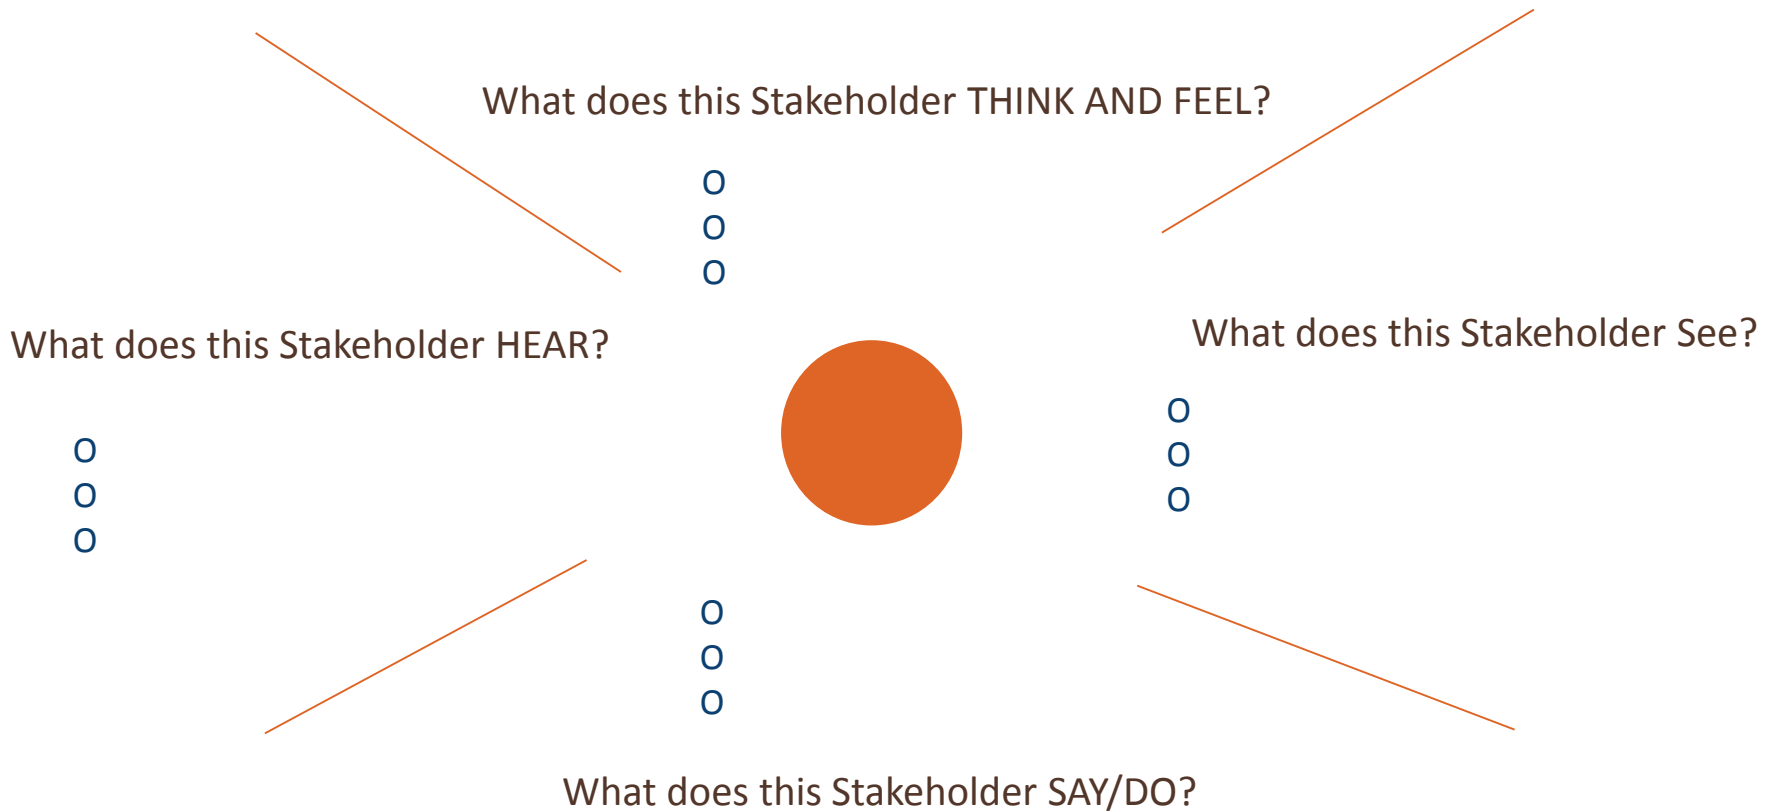 What does this Stakeholder THINK AND FEEL?
O
O
O
What does this Stakeholder HEAR?
O
O
O
What does this Stakeholder See?
O
O
O
O
O
O
What does this Stakeholder SAY/DO?